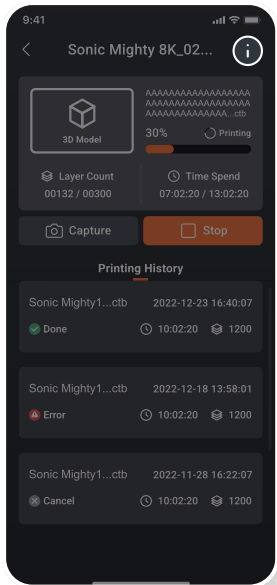 9:41
Sonic Mighty 8K_02...
i
AAAAAAAAAAAAAAAAAA
AAAAAAAAAAAAAAAAAA
AAAAAAAAAAAAAA...ctb
3D Model
30%
Printing
Layer Count
Time Spend
00132 / 00300
07:02:20 / 13:02:20
Capture
Stop
Printing History
Sonic Mighty1...ctb
2022-12-23 16:40:07
Done
10:02:20
1200
Sonic Mighty1...ctb
2022-12-18 13:58:01
Error
10:02:20
1200
Sonic Mighty1...ctb
2022-11-28 16:22:07
Cancel
10:02:20
1200